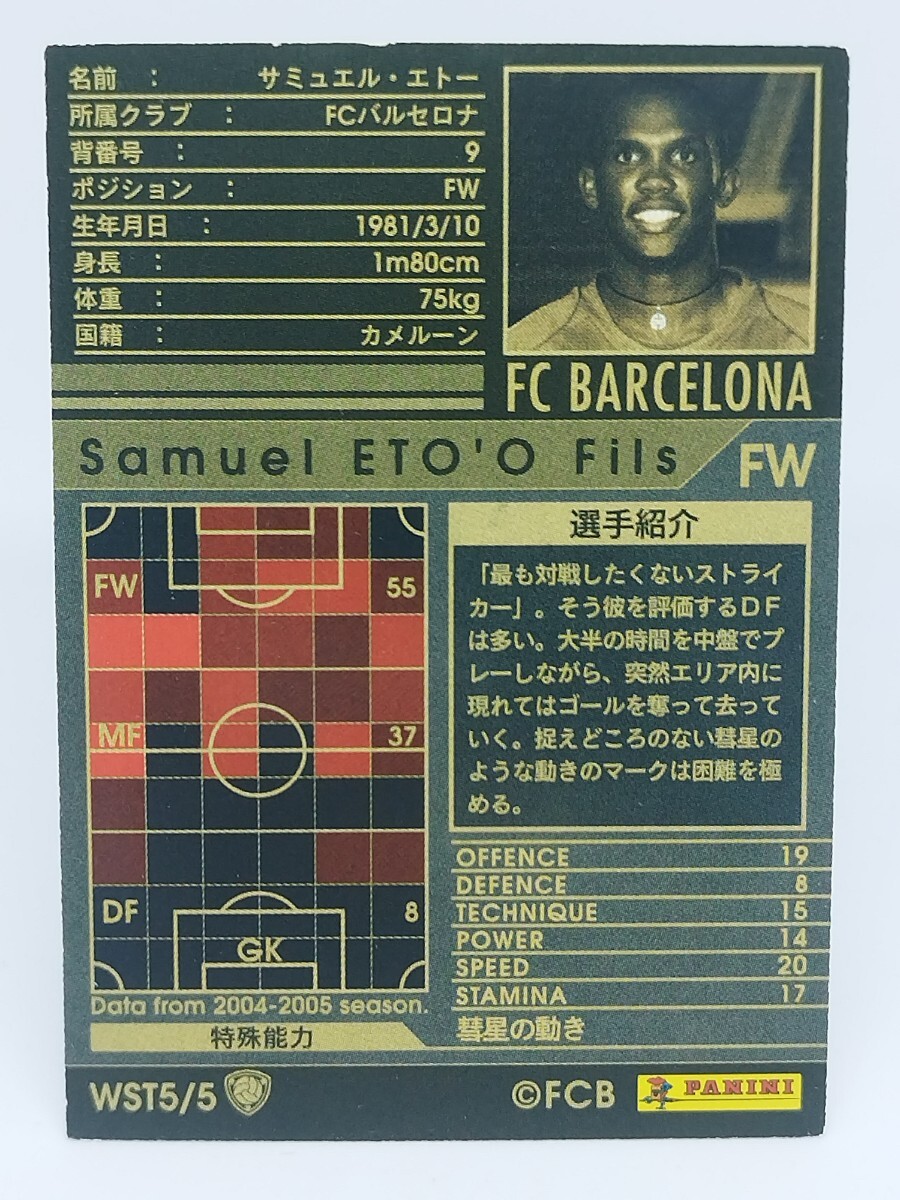 名前 : サミュエル・エトー
所属クラブ : FCバルセロナ
背番号 : 9
ポジション : FW
生年月日 : 1981/3/10
身長 : 1m80cm
体重 : 75kg
国籍 : カメルーン
FC BARCELONA
Samuel ETO'O Fils
FW
FW 55
MF 37
DF 8
GK
Data from 2004-2005 season.
選手紹介
「最も対戦したくないストライ
カー」。そう彼を評価するＤＦ
は多い。大半の時間を中盤でプ
レーしながら、突然エリア内に
現れてはゴールを奪って去って
いく。捉えどころのない彗星の
ような動きのマークは困難を極
める。
OFFENCE 19
DEFENCE 8
TECHNIQUE 15
POWER 14
SPEED 20
STAMINA 17
特殊能力
彗星の動き
WST5/5
©FCB
PANINI